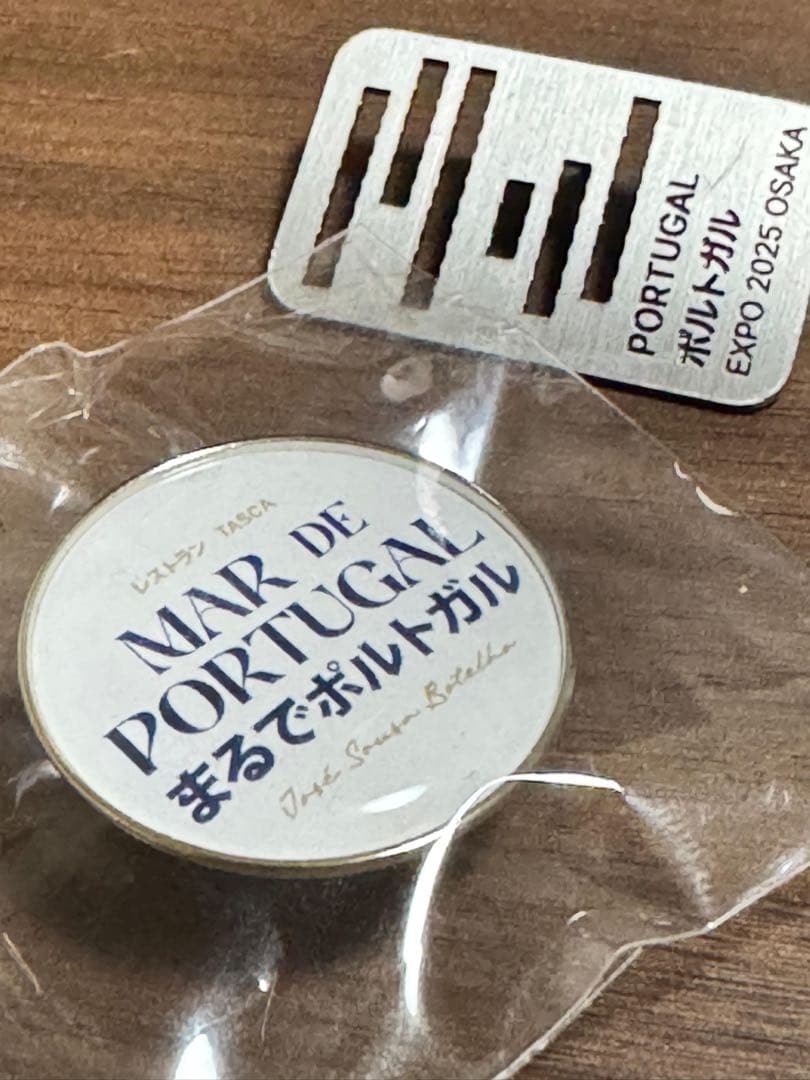 PORTUGAL
ポルトガル
EXPO 2025 OSAKA
レストラン TASCA
MAR DE
PORTUGAL
まるでポルトガル
José Sousa Botelho